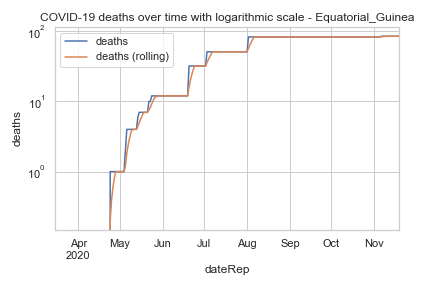 COVID-19 deaths over time with logarithmic scale - Equatorial_Guinea
deaths
deaths (rolling)
10²
10¹
10⁰
deaths
Apr
2020
May
Jun
Jul
Aug
Sep
Oct
Nov
dateRep